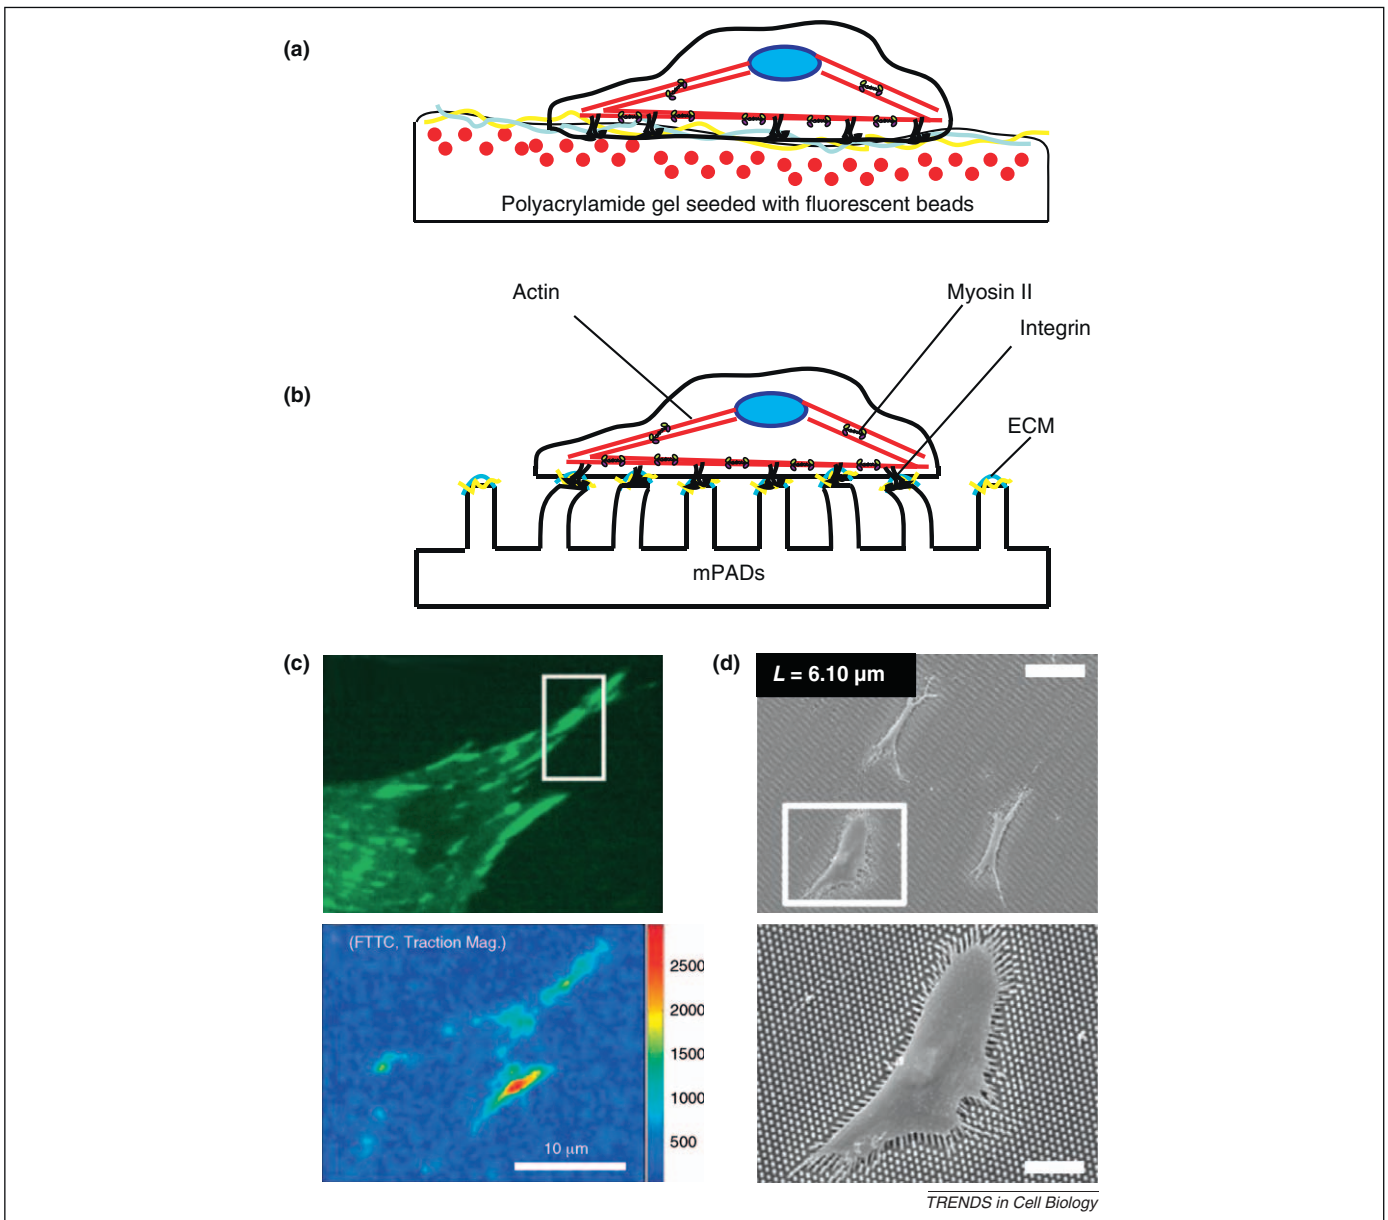 (a)
Polyacrylamide gel seeded with fluorescent beads
Actin
Myosin II
Integrin
(b)
ECM
mPADs
(c)
(d)
L = 6.10 µm
(FTTC, Traction Mag.)
2500
2000
1500
1000
500
10 µm
TRENDS in Cell Biology